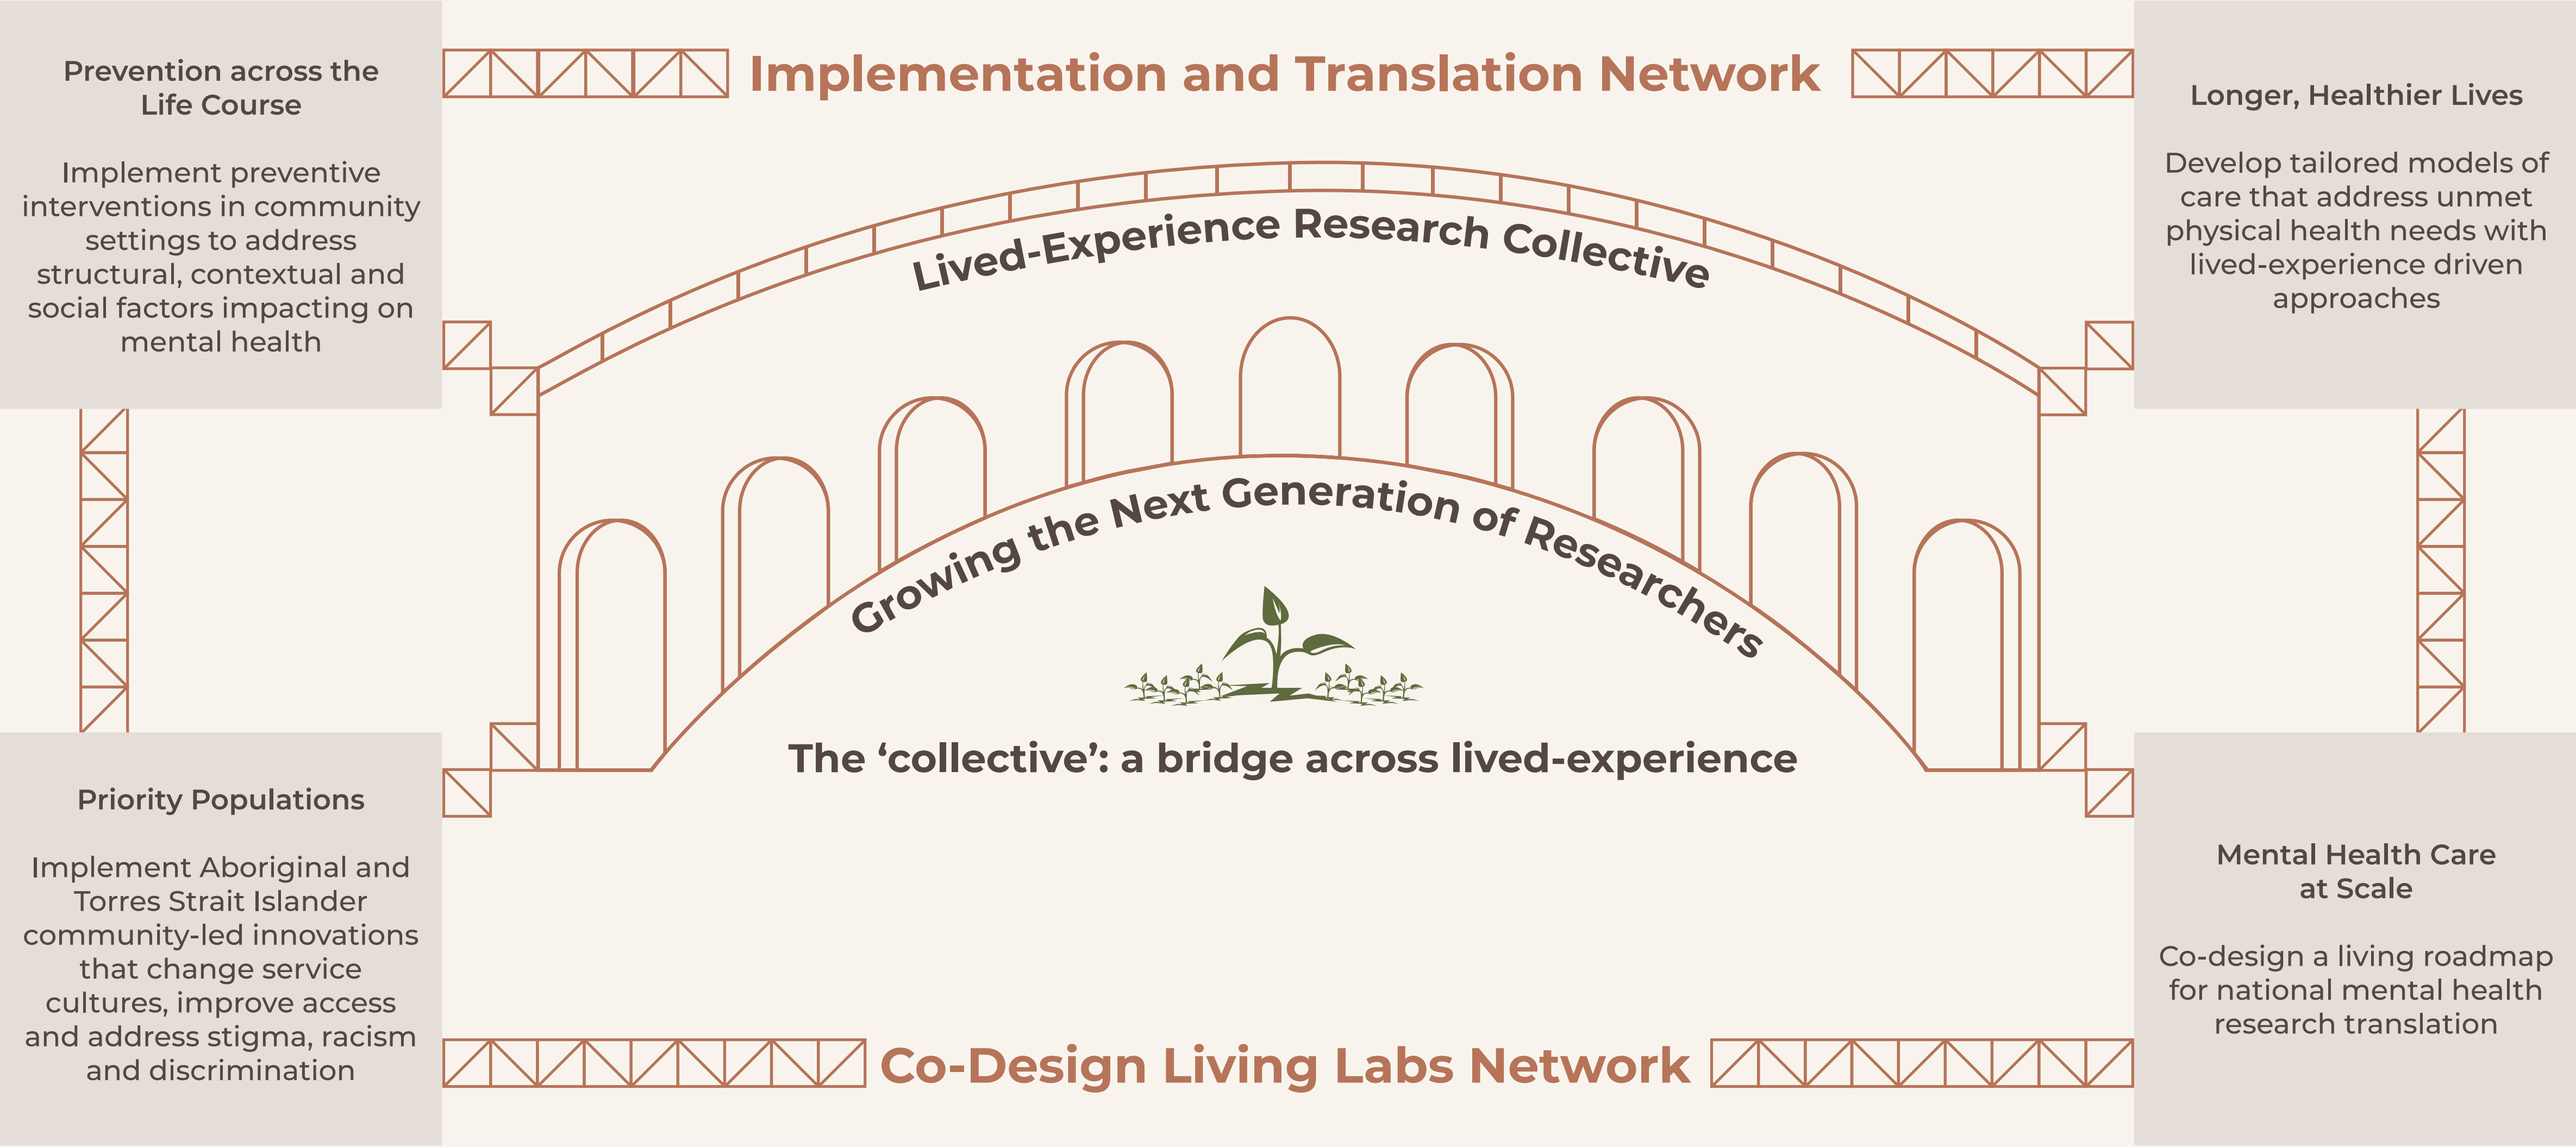 Prevention across the
Life Course
Implement preventive
interventions in community
settings to address
structural, contextual and
social factors impacting on
mental health
Implementation and Translation Network
Longer, Healthier Lives
Develop tailored models of
care that address unmet
physical health needs with
lived-experience driven
approaches
Lived-Experience Research Collective
Growing the Next Generation of Researchers
The ‘collective’: a bridge across lived-experience
Priority Populations
Implement Aboriginal and
Torres Strait Islander
community-led innovations
that change service
cultures, improve access
and address stigma, racism
and discrimination
Mental Health Care
at Scale
Co-design a living roadmap
for national mental health
research translation
Co-Design Living Labs Network